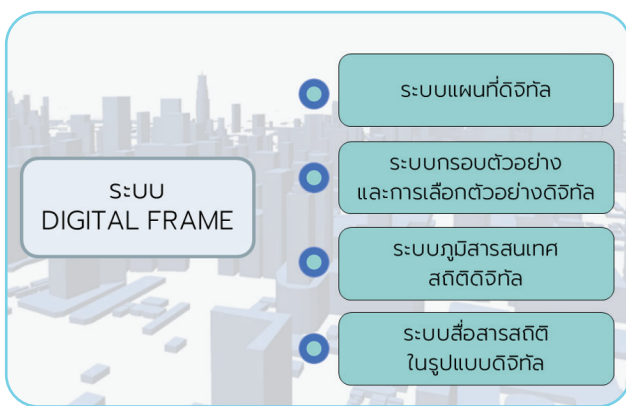 ระบบ
DIGITAL FRAME
ระบบแผนที่ดิจิทัล
ระบบกรอบตัวอย่าง
และการเลือกตัวอย่างดิจิทัล
ระบบภูมิสารสนเทศ
สถิติดิจิทัล
ระบบสื่อสารสถิติ
ในรูปแบบดิจิทัล